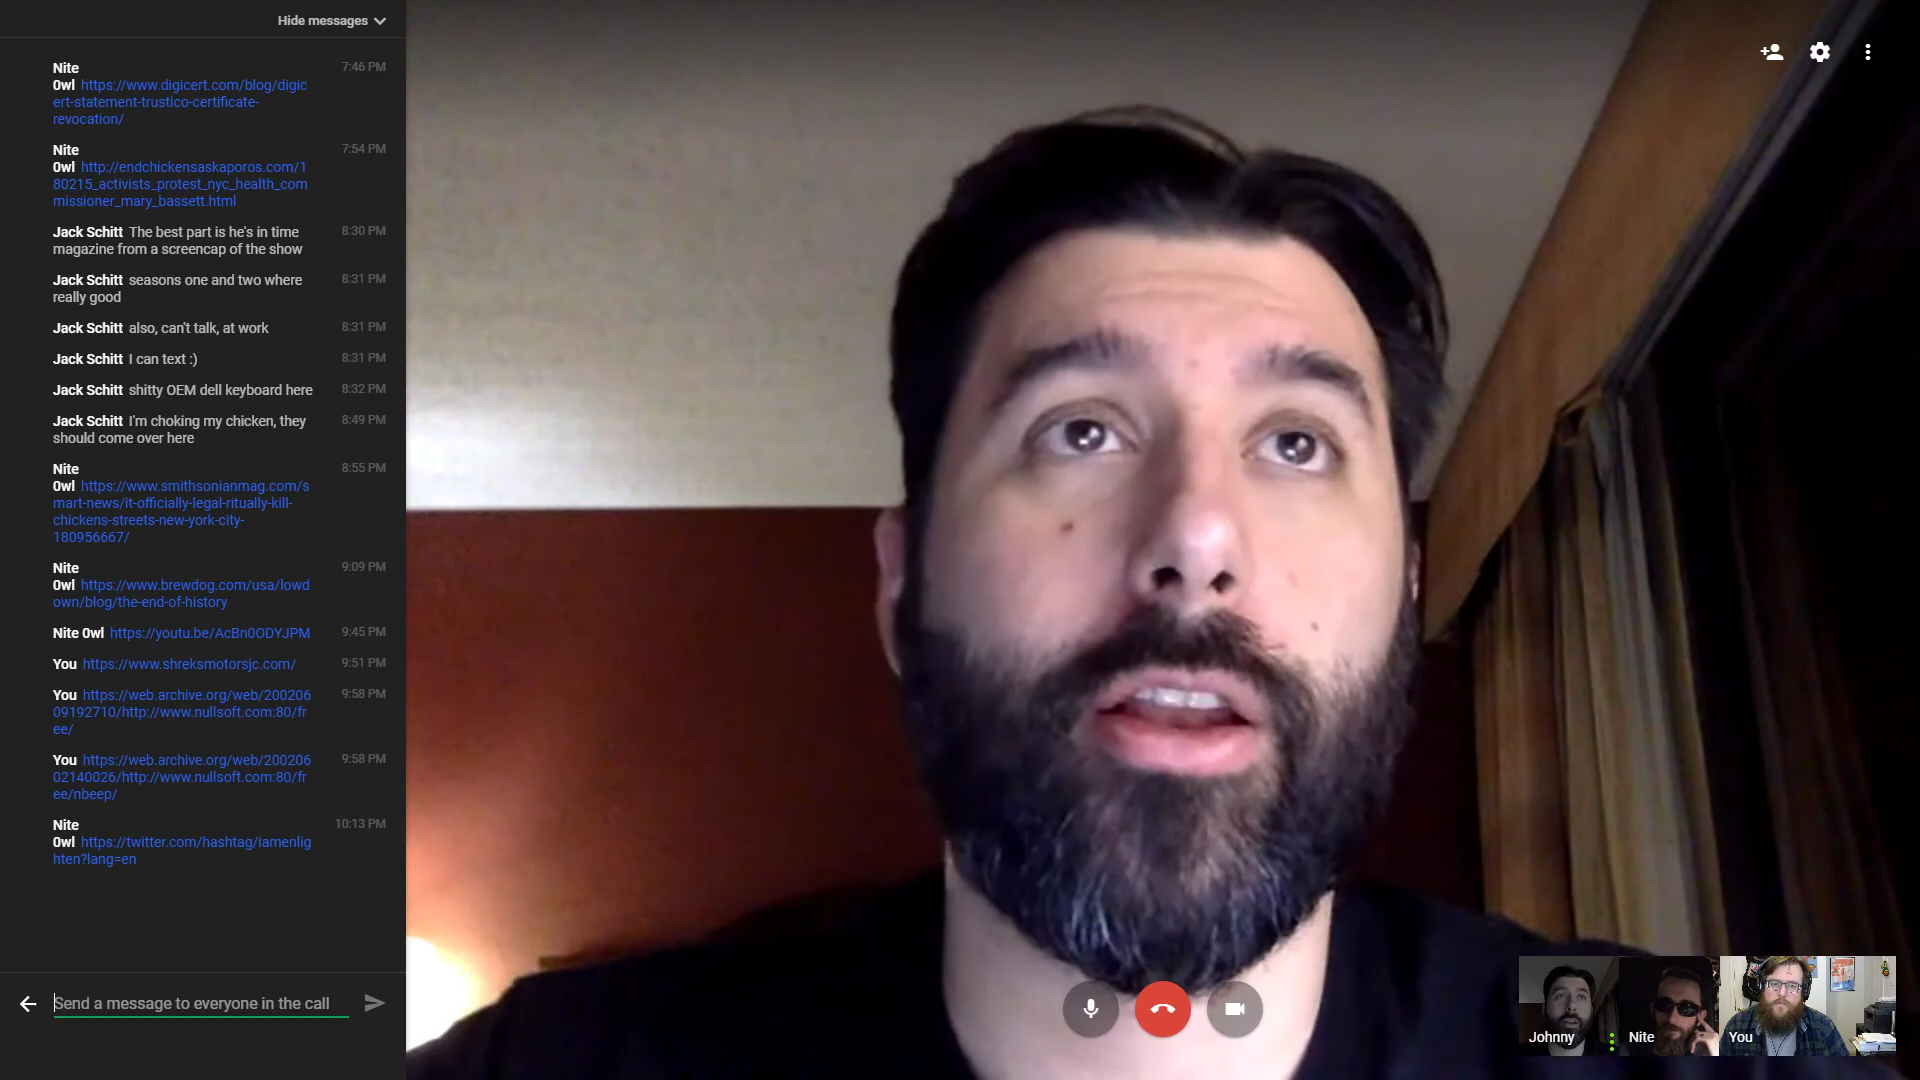 Hide messages
Nite 7:46 PM
0wl https://www.digicert.com/blog/digic
ert-statement-trustico-certificate-
revocation/
Nite 7:54 PM
0wl http://endchickensaskaporos.com/1
80215_activists_protest_nyc_health_com
missioner_mary_bassett.html
Jack Schitt The best part is he's in time 8:30 PM
magazine from a screencap of the show
Jack Schitt seasons one and two where 8:31 PM
really good
Jack Schitt also, can't talk, at work 8:31 PM
Jack Schitt I can text :) 8:31 PM
Jack Schitt shitty OEM dell keyboard here 8:32 PM
Jack Schitt I'm choking my chicken, they 8:49 PM
should come over here
Nite 8:55 PM
0wl https://www.smithsonianmag.com/s
mart-news/it-officially-legal-ritually-kill-
chickens-streets-new-york-city-
180956667/
Nite 9:09 PM
0wl https://www.brewdog.com/usa/lowd
own/blog/the-end-of-history
Nite 0wl https://youtu.be/AcBn0ODYJPM 9:45 PM
You https://www.shreksmotorsjc.com/ 9:51 PM
You https://web.archive.org/web/200206 9:58 PM
09192710/http://www.nullsoft.com:80/fr
ee/
You https://web.archive.org/web/200206 9:58 PM
02140026/http://www.nullsoft.com:80/fr
ee/nbeep/
Nite 10:13 PM
0wl https://twitter.com/hashtag/iamenlig
hten?lang=en
Send a message to everyone in the call
Johnny
Nite
You